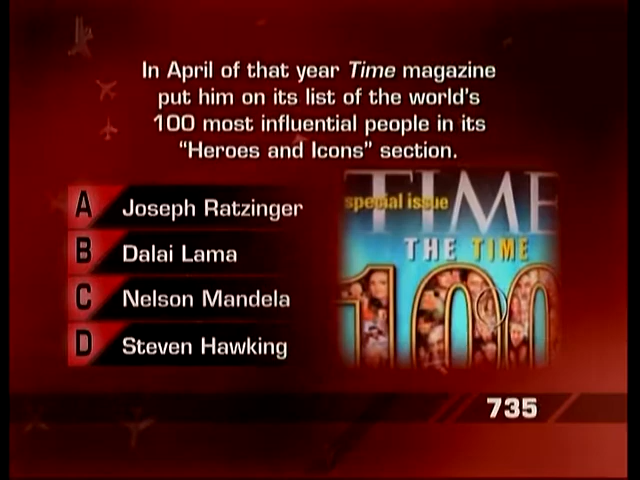 In April of that year Time magazine
put him on its list of the world's
100 most influential people in its
"Heroes and Icons" section.
A Joseph Ratzinger
B Dalai Lama
C Nelson Mandela
D Steven Hawking
TIME
special issue
THE TIME
100
735